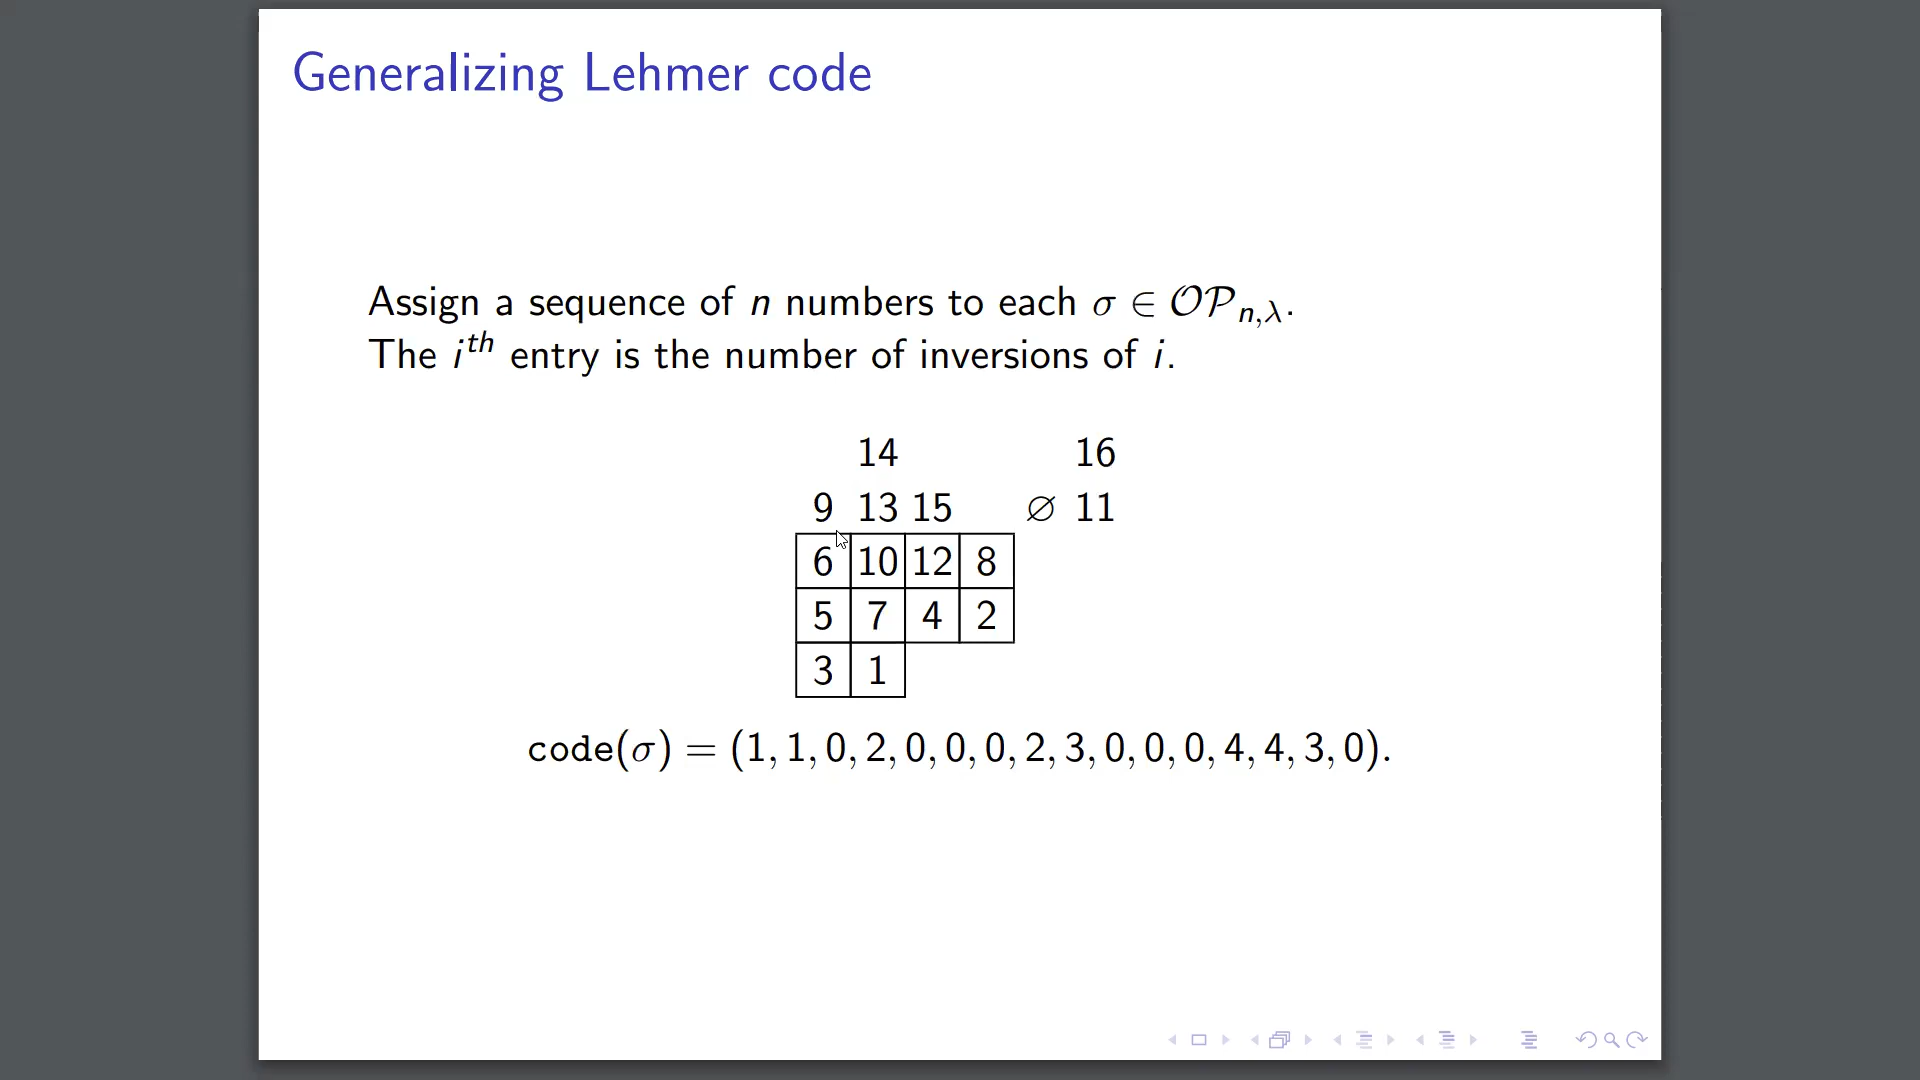 Generalizing Lehmer code
Assign a sequence of n numbers to each σ ∈ 𝒪𝒫ₙ,λ.
The iᵗʰ entry is the number of inversions of i.
14 16
9 13 15 ∅ 11
6 10 12 8
5 7 4 2
3 1
code(σ) = (1, 1, 0, 2, 0, 0, 0, 2, 3, 0, 0, 0, 4, 4, 3, 0).